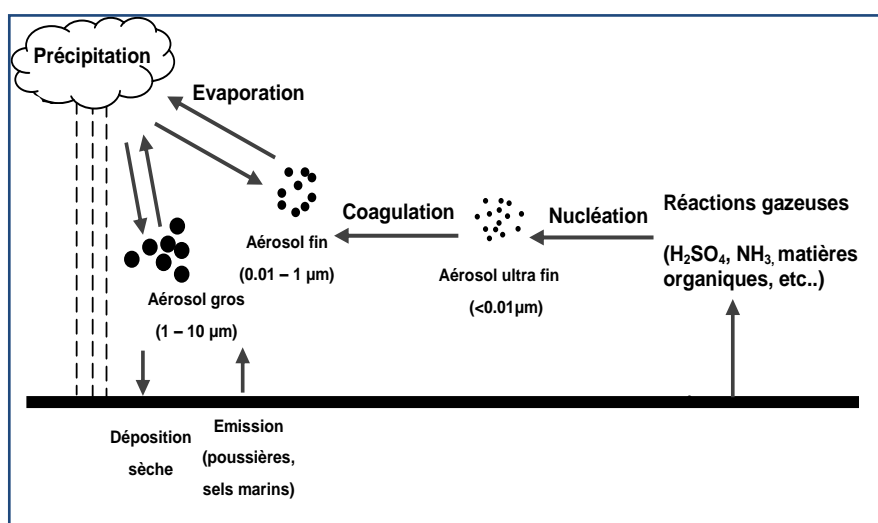 Précipitation
Evaporation
Coagulation
Nucléation
Réactions gazeuses
(H₂SO₄, NH₃, matières
organiques, etc..)
Aérosol fin
(0.01 – 1 µm)
Aérosol ultra fin
(<0.01µm)
Aérosol gros
(1 – 10 µm)
Déposition
sèche
Emission
(poussières,
sels marins)